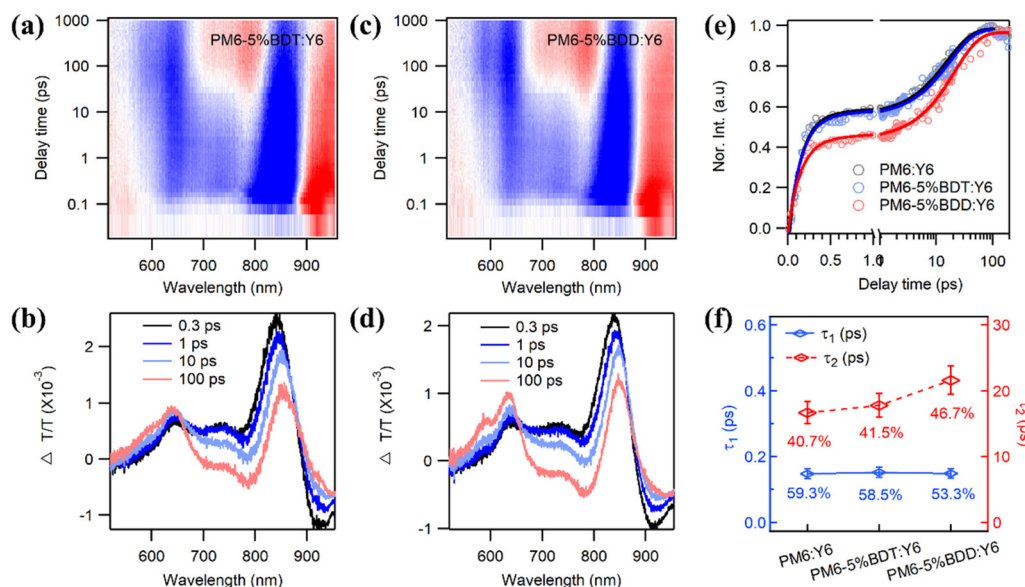 (a)
1000
100
10
1
0.1
Delay time (ps)
PM6-5%BDT:Y6
600 700 800 900
Wavelength (nm)
(c)
1000
100
10
1
0.1
Delay time (ps)
PM6-5%BDD:Y6
600 700 800 900
Wavelength (nm)
(e)
1.0
0.8
0.6
0.4
0.2
0.0
Nor. Int. (a.u)
PM6:Y6
PM6-5%BDT:Y6
PM6-5%BDD:Y6
0.0 0.5 1.0 1 10 100
Delay time (ps)
(b)
2
1
0
-1
Δ T/T (X10⁻³)
0.3 ps
1 ps
10 ps
100 ps
600 700 800 900
Wavelength (nm)
(d)
2
1
0
-1
Δ T/T (X10⁻³)
0.3 ps
1 ps
10 ps
100 ps
600 700 800 900
Wavelength (nm)
(f)
0.6
0.4
0.2
0.0
τ₁ (ps)
τ₁ (ps)
τ₂ (ps)
40.7%
41.5%
46.7%
59.3%
58.5%
53.3%
30
20
10
0
τ₂ (ps)
PM6:Y6
PM6-5%BDT:Y6
PM6-5%BDD:Y6